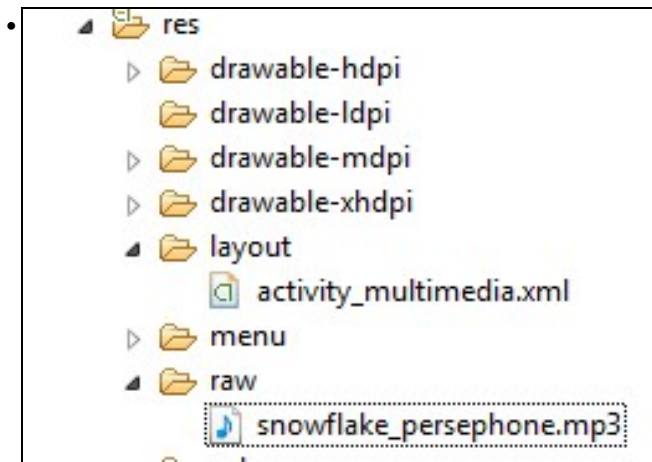 res
drawable-hdpi
drawable-ldpi
drawable-mdpi
drawable-xhdpi
layout
activity_multimedia.xml
menu
raw
snowflake_persephone.mp3